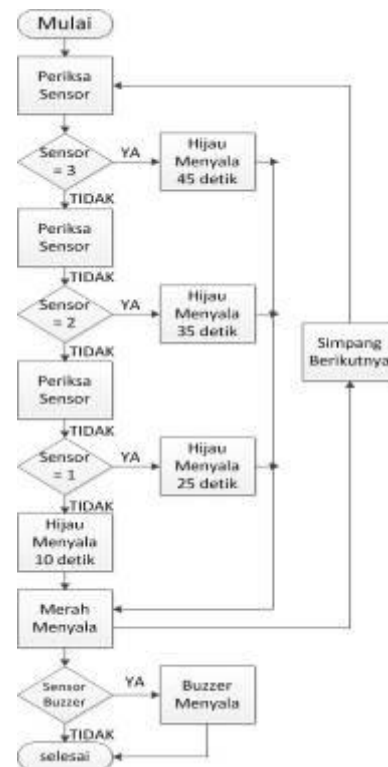 Mulai
Periksa
Sensor
Sensor
= 3
YA
Hijau
Menyala
45 detik
TIDAK
Periksa
Sensor
TIDAK
Sensor
= 2
YA
Hijau
Menyala
35 detik
TIDAK
Periksa
Sensor
Simpang
Berikutnya
TIDAK
Sensor
= 1
YA
Hijau
Menyala
25 detik
TIDAK
Hijau
Menyala
10 detik
Merah
Menyala
Sensor
Buzzer
YA
Buzzer
Menyala
TIDAK
selesai